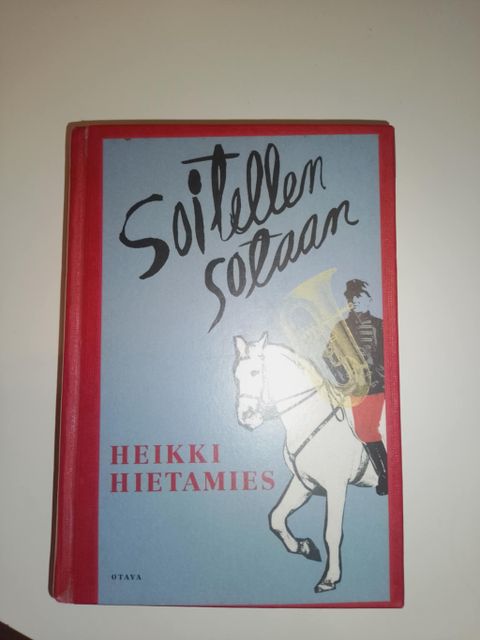 Soitellen
sotaan
HEIKKI
HIETAMIES
OTAVA